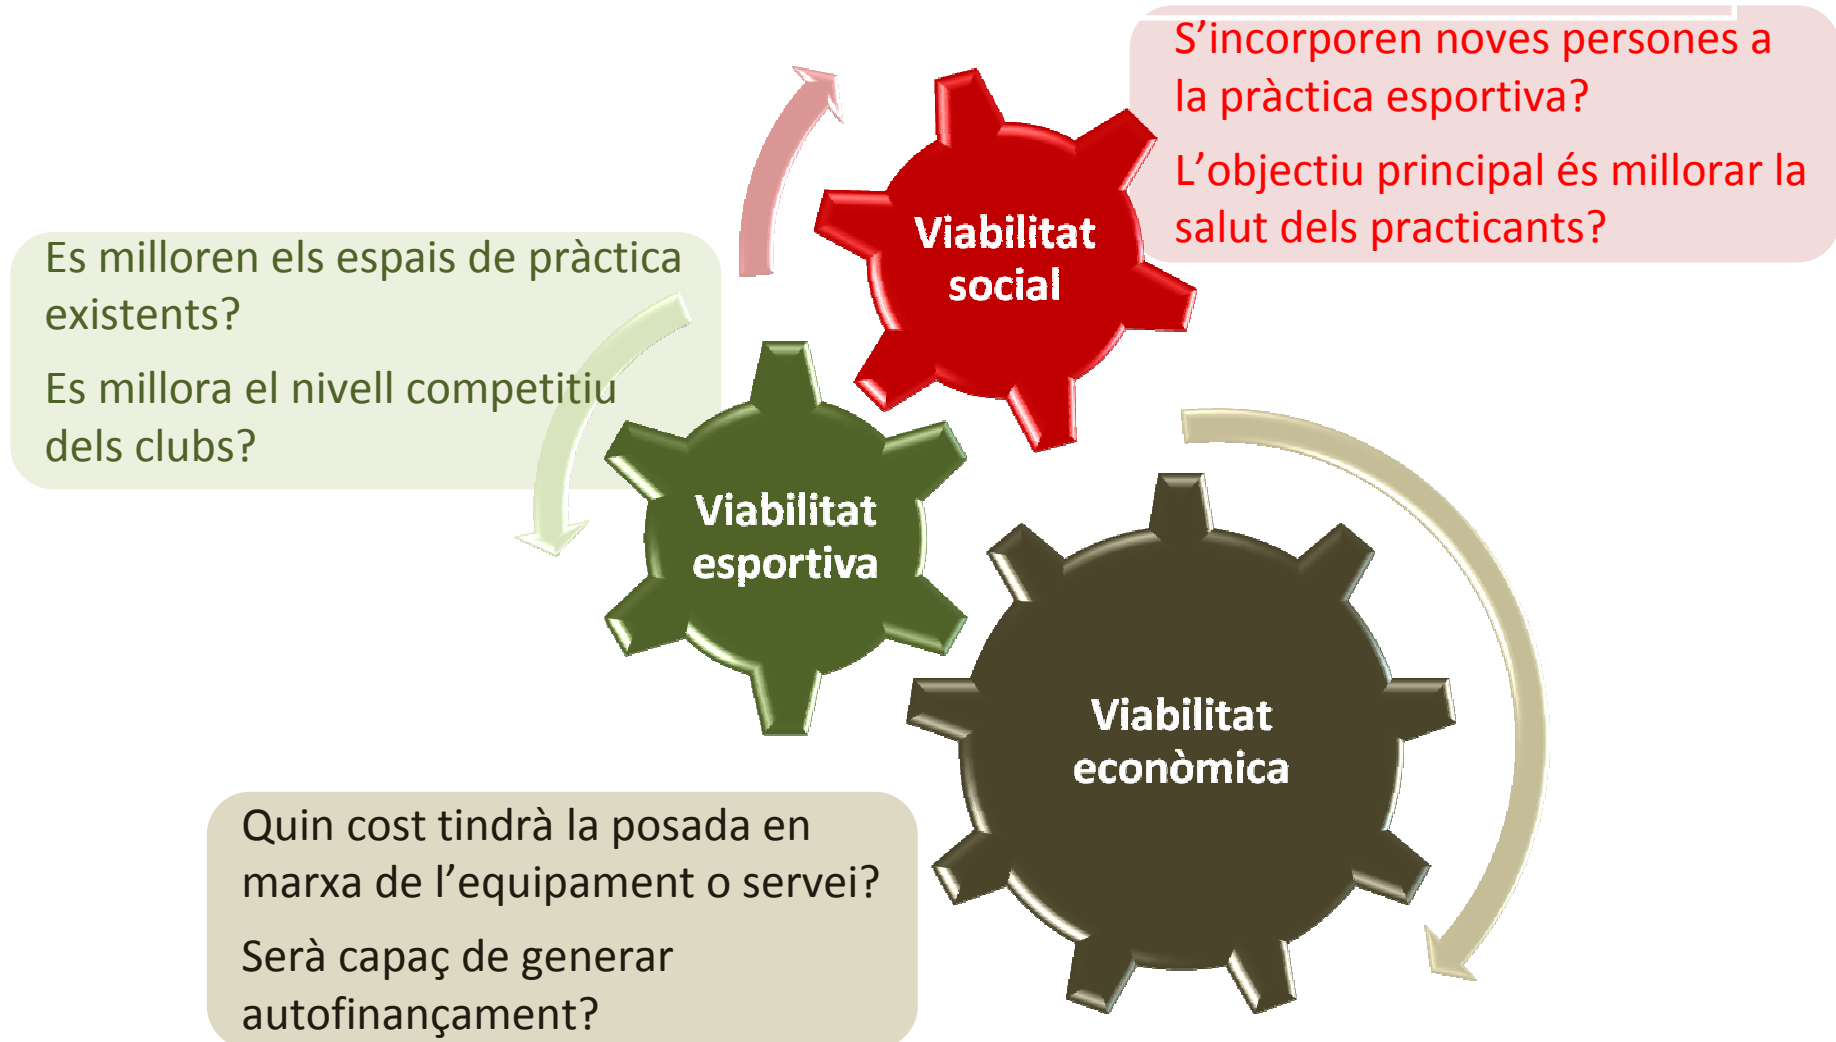 S’incorporen noves persones a
la pràctica esportiva?
L’objectiu principal és millorar la
salut dels practicants?
Viabilitat
social
Es milloren els espais de pràctica
existents?
Es millora el nivell competitiu
dels clubs?
Viabilitat
esportiva
Viabilitat
econòmica
Quin cost tindrà la posada en
marxa de l’equipament o servei?
Serà capaç de generar
autofinançament?